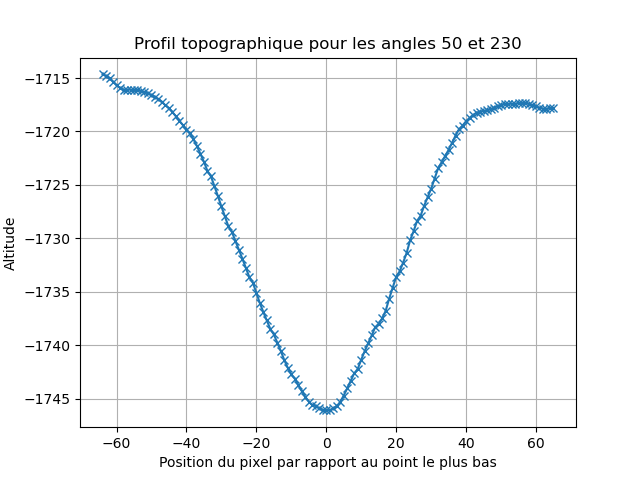 Profil topographique pour les angles 50 et 230
Altitude
−1715
−1720
−1725
−1730
−1735
−1740
−1745
−60 −40 −20 0 20 40 60
Position du pixel par rapport au point le plus bas